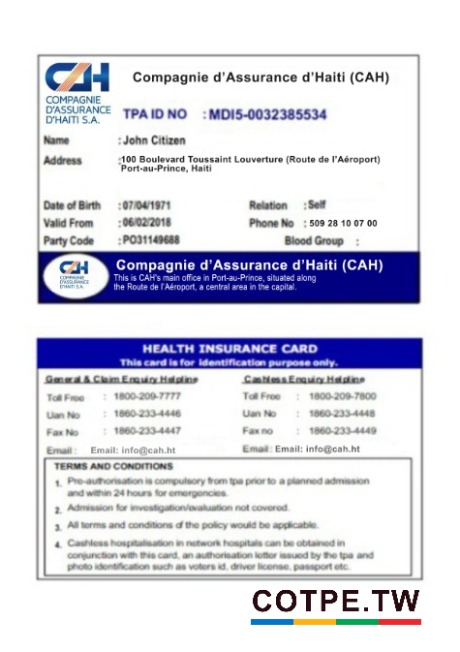 CAH
COMPAGNIE
D'ASSURANCE
D'HAITI S.A.
Compagnie d'Assurance d'Haiti (CAH)
TPA ID NO : MDI5-0032385534
Name : John Citizen
Address : 100 Boulevard Toussaint Louverture (Route de l'Aéroport)
Port-au-Prince, Haiti
Date of Birth : 07/04/1971 Relation : Self
Valid From : 06/02/2018 Phone No : 509 28 10 07 00
Party Code : PO31149688 Blood Group :
CAH
COMPAGNIE
D'ASSURANCE
D'HAITI S.A.
Compagnie d'Assurance d'Haiti (CAH)
This is CAH's main office in Port-au-Prince, situated along
the Route de l'Aéroport, a central area in the capital.
HEALTH INSURANCE CARD
This card is for identification purpose only.
General & Claim Enquiry Helpline Cashless Enquiry Helpline
Toll Free : 1800-209-7777 Toll Free : 1800-209-7800
Uan No : 1860-233-4446 Uan No : 1860-233-4448
Fax No : 1860-233-4447 Fax no : 1860-233-4449
Email : Email: info@cah.ht Email : Email: info@cah.ht
TERMS AND CONDITIONS
1. Pre-authorisation is compulsory from tpa prior to a planned admission
and within 24 hours for emergencies.
2. Admission for investigation/evaluation not covered.
3. All terms and conditions of the policy would be applicable.
4. Cashless hospitalisation in network hospitals can be obtained in
conjunction with this card, an authorisation letter issued by the tpa and
photo identification such as voters id, driver license, passport etc.
COTPE.TW